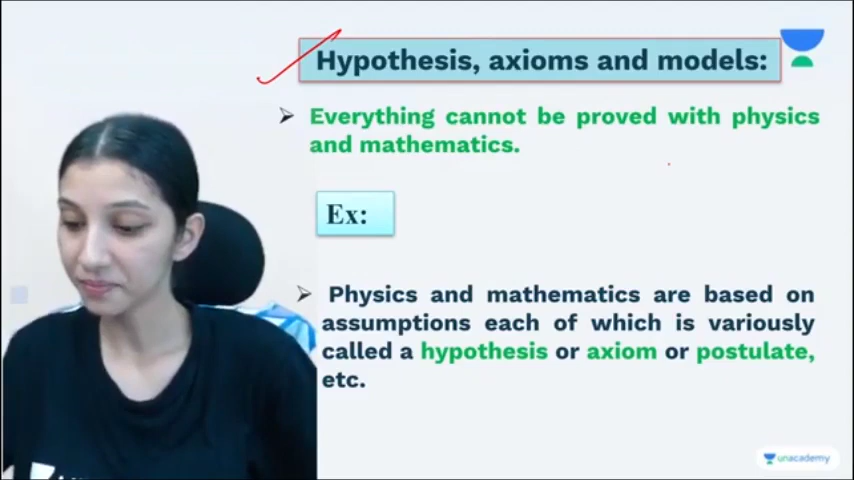 Hypothesis, axioms and models:
Everything cannot be proved with physics
and mathematics.
Ex:
Physics and mathematics are based on
assumptions each of which is variously
called a hypothesis or axiom or postulate,
etc.
unacademy